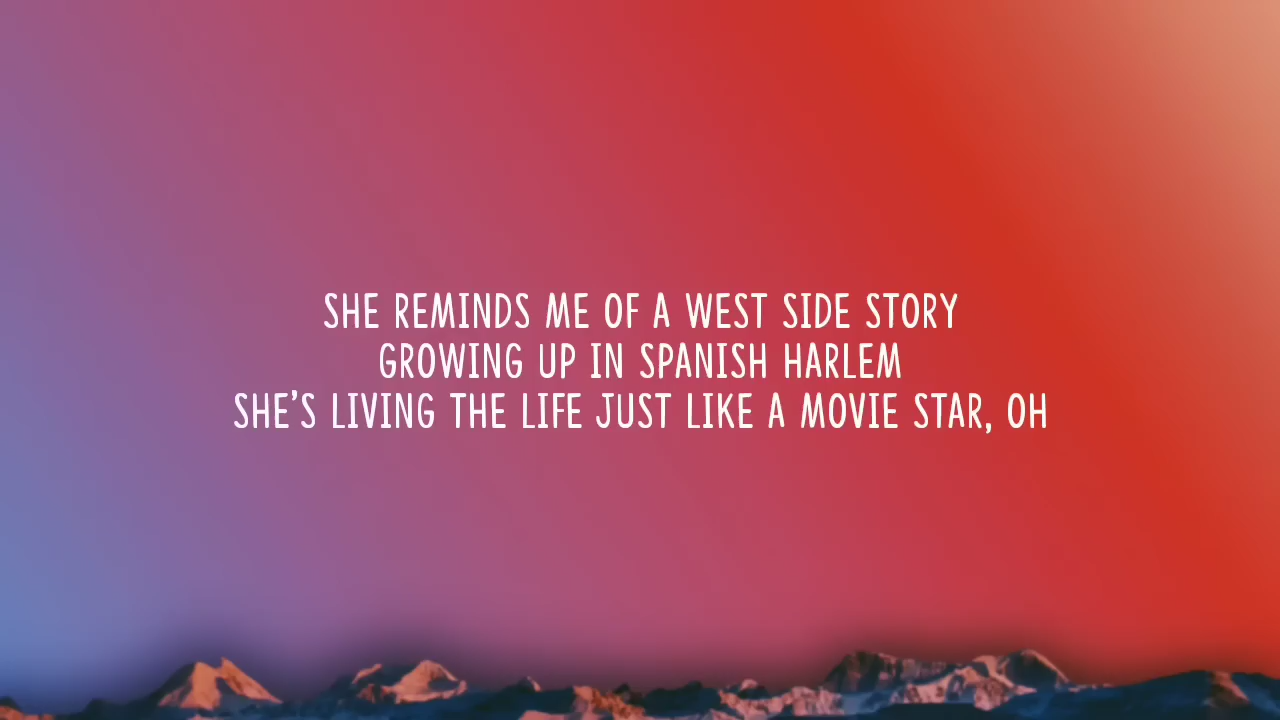 SHE REMINDS ME OF A WEST SIDE STORY
GROWING UP IN SPANISH HARLEM
SHE'S LIVING THE LIFE JUST LIKE A MOVIE STAR, OH